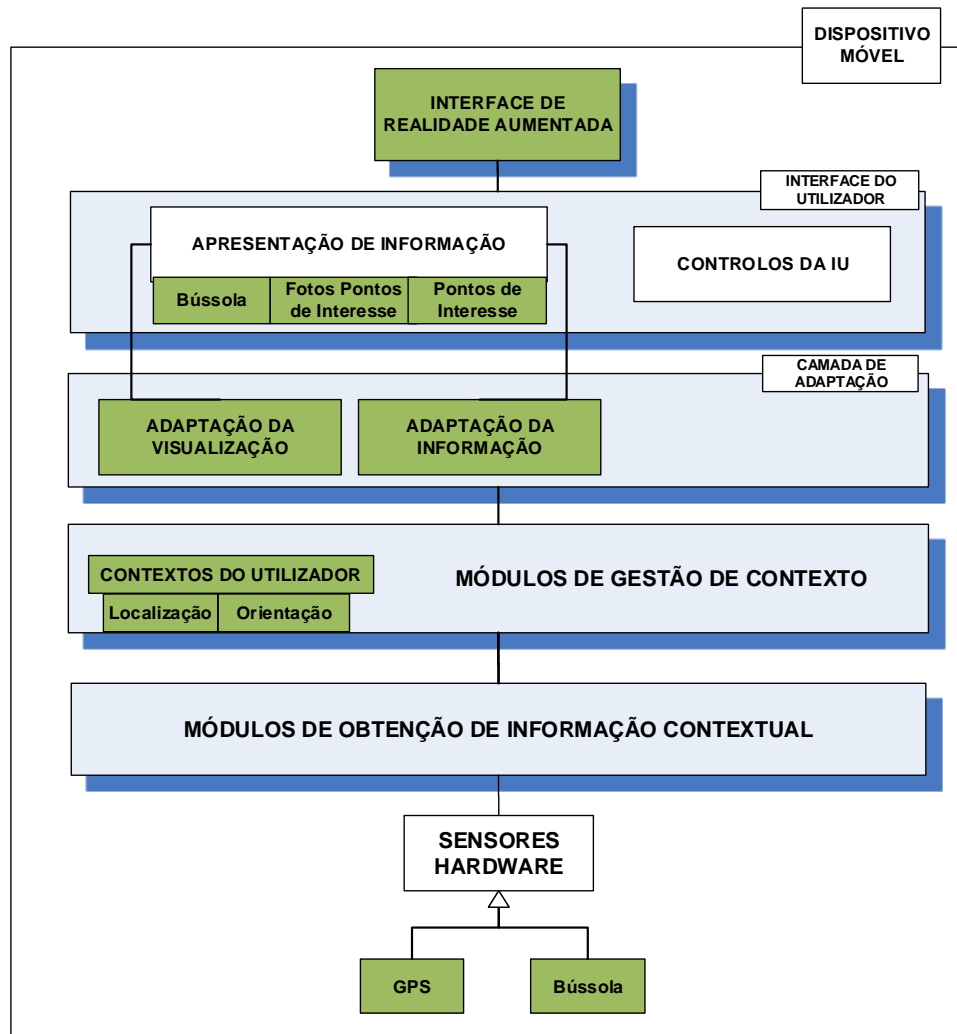 DISPOSITIVO
MÓVEL
INTERFACE DE
REALIDADE AUMENTADA
INTERFACE DO
UTILIZADOR
APRESENTAÇÃO DE INFORMAÇÃO
CONTROLOS DA IU
Bússola
Fotos Pontos
de Interesse
Pontos de
Interesse
CAMADA DE
ADAPTAÇÃO
ADAPTAÇÃO DA
VISUALIZAÇÃO
ADAPTAÇÃO DA
INFORMAÇÃO
CONTEXTOS DO UTILIZADOR
Localização
Orientação
MÓDULOS DE GESTÃO DE CONTEXTO
MÓDULOS DE OBTENÇÃO DE INFORMAÇÃO CONTEXTUAL
SENSORES
HARDWARE
GPS
Bússola